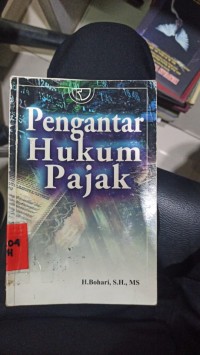 Pengantar
Hukum
Pajak
H.Bohari, S.H., MS